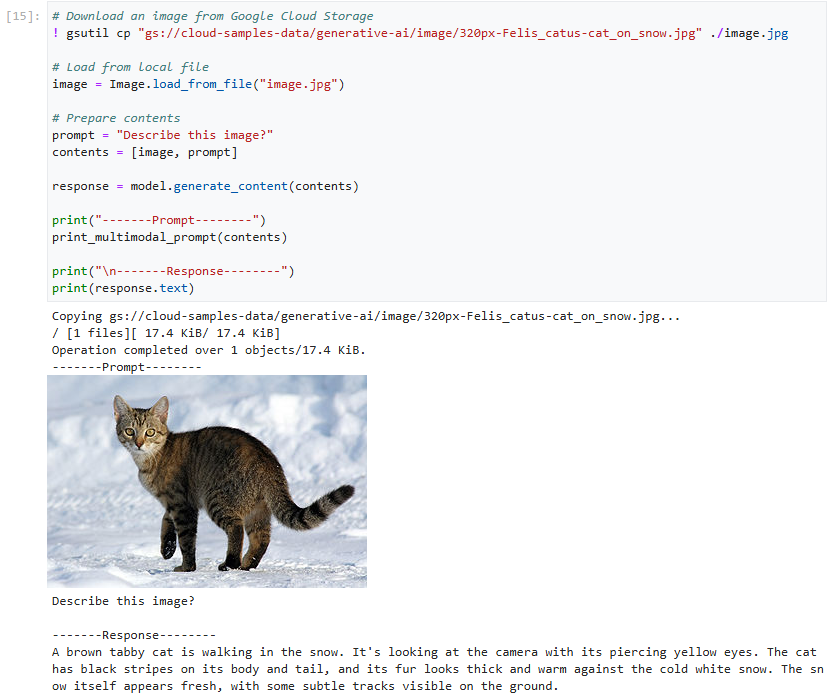 [15]: # Download an image from Google Cloud Storage
! gsutil cp "gs://cloud-samples-data/generative-ai/image/320px-Felis_catus-cat_on_snow.jpg" ./image.jpg
# Load from local file
image = Image.load_from_file("image.jpg")
# Prepare contents
prompt = "Describe this image?"
contents = [image, prompt]
response = model.generate_content(contents)
print("-------Prompt--------")
print_multimodal_prompt(contents)
print("\n-------Response--------")
print(response.text)
Copying gs://cloud-samples-data/generative-ai/image/320px-Felis_catus-cat_on_snow.jpg...
/ [1 files][ 17.4 KiB/ 17.4 KiB]
Operation completed over 1 objects/17.4 KiB.
-------Prompt--------
Describe this image?
-------Response--------
A brown tabby cat is walking in the snow. It's looking at the camera with its piercing yellow eyes. The cat
has black stripes on its body and tail, and its fur looks thick and warm against the cold white snow. The sn
ow itself appears fresh, with some subtle tracks visible on the ground.